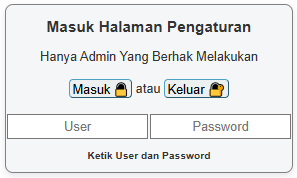 Masuk Halaman Pengaturan
Hanya Admin Yang Berhak Melakukan
Masuk 🔒 atau Keluar 🔐
User Password
Ketik User dan Password